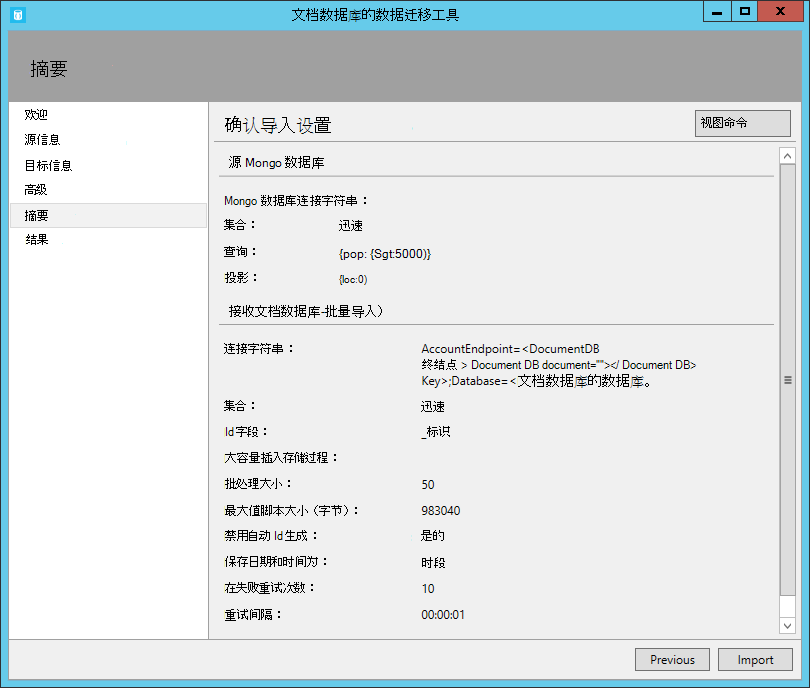 文档数据库的数据迁移工具
摘要
欢迎
源信息
目标信息
高级
摘要
结果
确认导入设置
视图命令
源 Mongo 数据库
Mongo 数据库连接字符串：
集合： 迅速
查询： {pop: {Sgt:5000)}
投影： {loc:0)
接收文档数据库-批量导入）
连接字符串： AccountEndpoint=<DocumentDB
终结点 > Document DB document=""></ Document DB>
Key>;Database=<文档数据库的数据库。
集合： 迅速
Id字段： _标识
大容量插入存储过程：
批处理大小： 50
最大值脚本大小（字节）： 983040
禁用自动 Id 生成： 是的
保存日期和时间为： 时段
在失败重试次数： 10
重试间隔： 00:00:01
Previous
Import